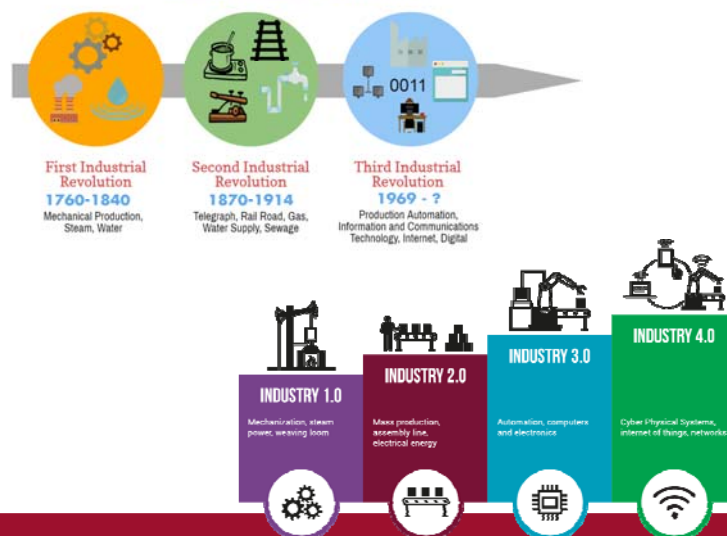 0011
First Industrial
Revolution
1760-1840
Mechanical Production,
Steam, Water
Second Industrial
Revolution
1870-1914
Telegraph, Rail Road, Gas,
Water Supply, Sewage
Third Industrial
Revolution
1969 - ?
Production Automation,
Information and Communications
Technology, Internet, Digital
INDUSTRY 1.0
Mechanization, steam
power, weaving loom
INDUSTRY 2.0
Mass production,
assembly line,
electrical energy
INDUSTRY 3.0
Automation, computers
and electronics
INDUSTRY 4.0
Cyber Physical Systems,
internet of things, networks